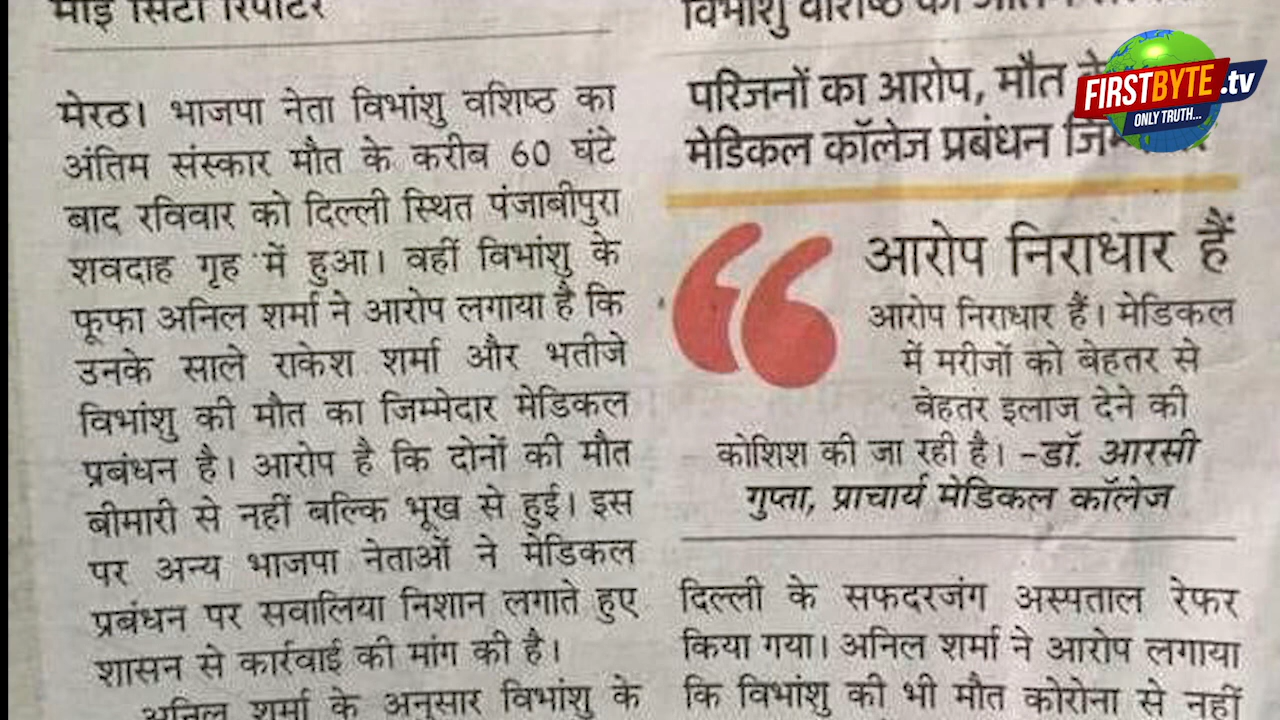 माई सिटी रिपोर्टर
मेरठ। भाजपा नेता विभांशु वशिष्ठ का
अंतिम संस्कार मौत के करीब 60 घंटे
बाद रविवार को दिल्ली स्थित पंजाबीपुरा
शवदाह गृह में हुआ। वहीं विभांशु के
फूफा अनिल शर्मा ने आरोप लगाया है कि
उनके साले राकेश शर्मा और भतीजे
विभांशु की मौत का जिम्मेदार मेडिकल
प्रबंधन है। आरोप है कि दोनों की मौत
बीमारी से नहीं बल्कि भूख से हुई। इस
पर अन्य भाजपा नेताओं ने मेडिकल
प्रबंधन पर सवालिया निशान लगाते हुए
शासन से कार्रवाई की मांग की है।
अनिल शर्मा के अनुसार विभांशु के
विभांशु वशिष्ठ का अंतिम
परिजनों का आरोप, मौत
मेडिकल कॉलेज प्रबंधन
“
आरोप निराधार हैं
आरोप निराधार हैं। मेडिकल
में मरीजों को बेहतर से
बेहतर इलाज देने की
कोशिश की जा रही है। -डॉ. आरसी
गुप्ता, प्राचार्य मेडिकल कॉलेज
दिल्ली के सफदरजंग अस्पताल रेफर
किया गया। अनिल शर्मा ने आरोप लगाया
कि विभांशु की भी मौत कोरोना से नहीं
FIRSTBYTE.tv
ONLY TRUTH...